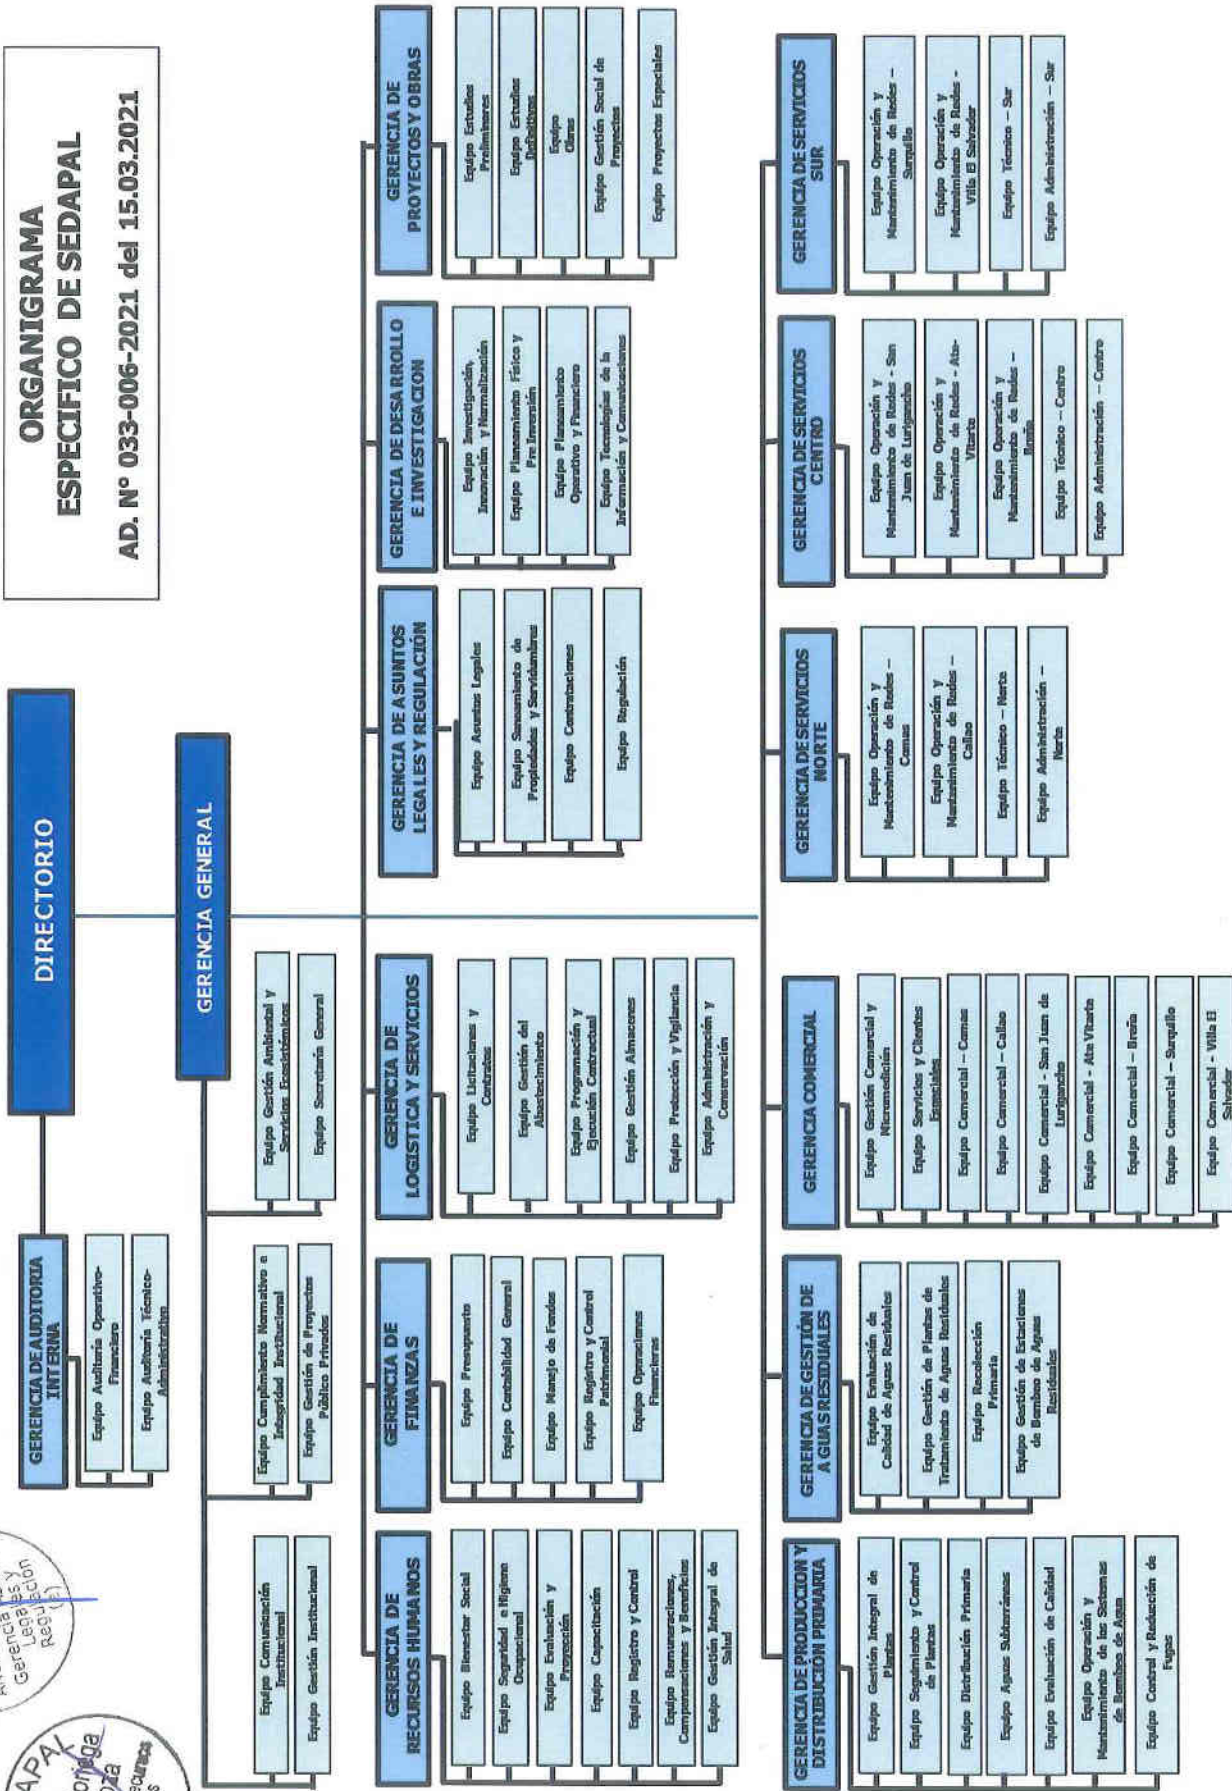 ORGANIGRAMA
ESPECIFICO DE SEDAPAL
AD. N° 033-006-2021 del 15.03.2021
DIRECTORIO
GERENCIA DE AUDITORIA
INTERNA
Equipo Auditoría Operativo-
Financiero
Equipo Auditoría Técnico-
Administrativo
GERENCIA GENERAL
Equipo Comunicación
Institucional
Equipo Gestión Institucional
Equipo Cumplimiento Normativo e
Integridad Institucional
Equipo Gestión de Proyectos
Público Privados
Equipo Gestión Ambiental y
Servicios Ecosistémicos
Equipo Secretaría General
GERENCIA DE
RECURSOS HUMANOS
Equipo Bienestar Social
Equipo Seguridad e Higiene
Ocupacional
Equipo Evaluación y
Proyección
Equipo Capacitación
Equipo Registro y Control
Equipo Remuneraciones,
Compensaciones y Beneficios
Equipo Gestión Integral de
Salud
GERENCIA DE
FINANZAS
Equipo Presupuesto
Equipo Contabilidad General
Equipo Manejo de Fondos
Equipo Registro y Control
Patrimonial
Equipo Operaciones
Financieras
GERENCIA DE
LOGISTICA Y SERVICIOS
Equipo Licitaciones y
Contratos
Equipo Gestión del
Abastecimiento
Equipo Programación y
Ejecución Contractual
Equipo Gestión Almacenes
Equipo Protección y Vigilancia
Equipo Administración y
Conservación
GERENCIA DE ASUNTOS
LEGALES Y REGULACIÓN
Equipo Asuntos Legales
Equipo Saneamiento de
Propiedades y Servidumbres
Equipo Contrataciones
Equipo Regulación
GERENCIA DE DESARROLLO
E INVESTIGACION
Equipo Investigación,
Innovación y Normalización
Equipo Planeamiento Físico y
Pre Inversión
Equipo Planeamiento
Operativo y Financiero
Equipo Tecnologías de la
Información y Comunicaciones
GERENCIA DE
PROYECTOS Y OBRAS
Equipo Estudios
Preliminares
Equipo Estudios
Definitivos
Equipo
Obras
Equipo Gestión Social de
Proyectos
Equipo Proyectos Especiales
GERENCIA DE PRODUCCION Y
DISTRIBUCIÓN PRIMARIA
Equipo Gestión Integral de
Plantas
Equipo Seguimiento y Control
de Plantas
Equipo Distribución Primaria
Equipo Aguas Subterráneas
Equipo Evaluación de Calidad
Equipo Operación y
Mantenimiento de los Sistemas
de Bombeo de Agua
Equipo Control y Reducción de
Fugas
GERENCIA DE GESTIÓN DE
AGUAS RESIDUALES
Equipo Evaluación de
Calidad de Aguas Residuales
Equipo Gestión de Plantas de
Tratamiento de Aguas Residuales
Equipo Recolección
Primaria
Equipo Gestión de Estaciones
de Bombeo de Aguas
Residuales
GERENCIA COMERCIAL
Equipo Gestión Comercial y
Micromedición
Equipo Servicios y Clientes
Especiales
Equipo Comercial – Comas
Equipo Comercial – Callao
Equipo Comercial - San Juan de
Lurigancho
Equipo Comercial - Ate Vitarte
Equipo Comercial – Breña
Equipo Comercial – Surquillo
Equipo Comercial - Villa El
Salvador
GERENCIA DE SERVICIOS
NORTE
Equipo Operación y
Mantenimiento de Redes –
Comas
Equipo Operación y
Mantenimiento de Redes –
Callao
Equipo Técnico – Norte
Equipo Administración –
Norte
GERENCIA DE SERVICIOS
CENTRO
Equipo Operación y
Mantenimiento de Redes - San
Juan de Lurigancho
Equipo Operación y
Mantenimiento de Redes - Ate-
Vitarte
Equipo Operación y
Mantenimiento de Redes –
Breña
Equipo Técnico – Centro
Equipo Administración – Centro
GERENCIA DE SERVICIOS
SUR
Equipo Operación y
Mantenimiento de Redes –
Surquillo
Equipo Operación y
Mantenimiento de Redes -
Villa El Salvador
Equipo Técnico – Sur
Equipo Administración – Sur
Legales y
Regulación
(e)